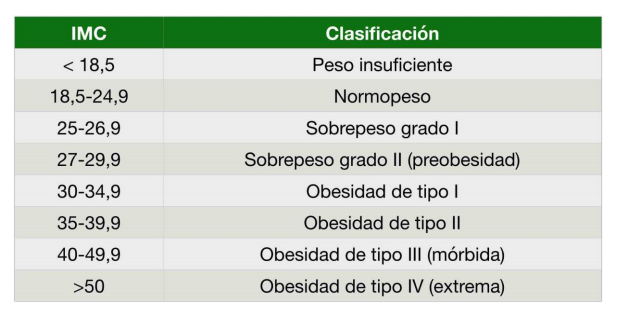 IMC Clasificación
< 18,5 Peso insuficiente
18,5-24,9 Normopeso
25-26,9 Sobrepeso grado I
27-29,9 Sobrepeso grado II (preobesidad)
30-34,9 Obesidad de tipo I
35-39,9 Obesidad de tipo II
40-49,9 Obesidad de tipo III (mórbida)
>50 Obesidad de tipo IV (extrema)